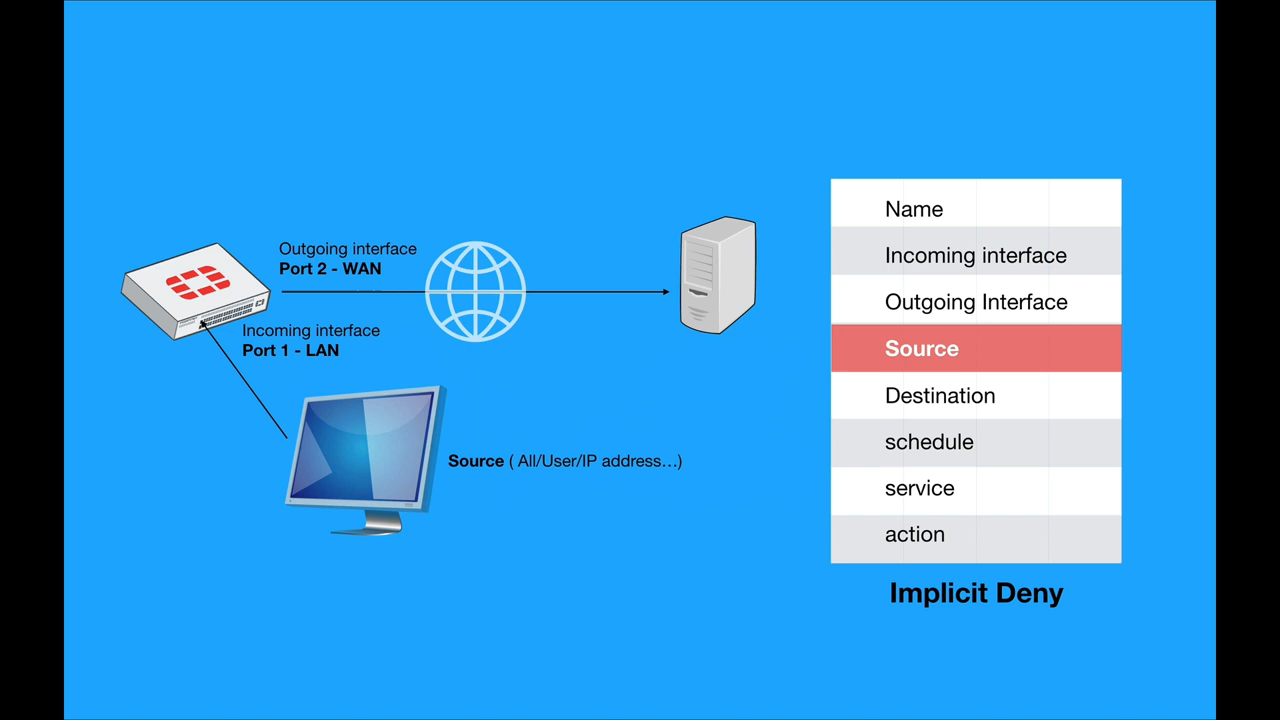 Outgoing interface
Port 2 - WAN
Incoming interface
Port 1 - LAN
Source ( All/User/IP address...)
Name
Incoming interface
Outgoing Interface
Source
Destination
schedule
service
action
Implicit Deny